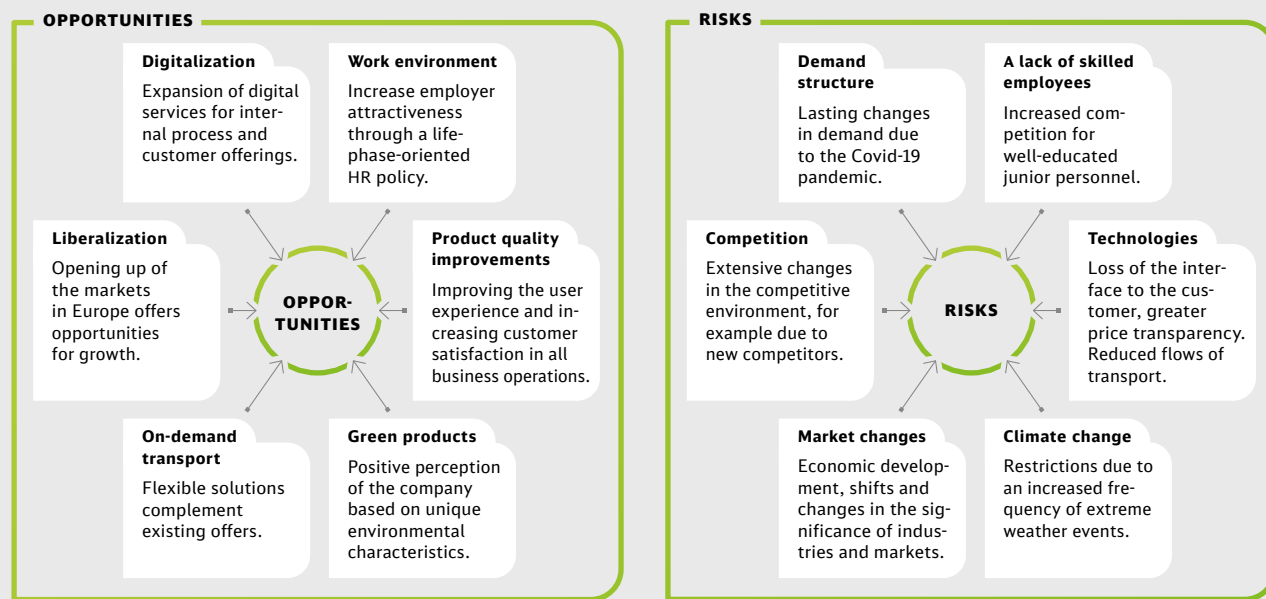 OPPORTUNITIES
Digitalization
Expansion of digital
services for inter-
nal process and
customer offerings.
Work environment
Increase employer
attractiveness
through a life-
phase-oriented
HR policy.
Liberalization
Opening up of
the markets
in Europe offers
opportunities
for growth.
OPPOR-
TUNITIES
Product quality
improvements
Improving the user
experience and in-
creasing customer
satisfaction in all
business operations.
On-demand
transport
Flexible solutions
complement
existing offers.
Green products
Positive perception
of the company
based on unique
environmental
characteristics.
RISKS
Demand
structure
Lasting changes
in demand due
to the Covid-19
pandemic.
A lack of skilled
employees
Increased com-
petition for
well-educated
junior personnel.
Competition
Extensive changes
in the competitive
environment, for
example due to
new competitors.
RISKS
Technologies
Loss of the inter-
face to the cus-
tomer, greater
price transparency.
Reduced flows of
transport.
Market changes
Economic develop-
ment, shifts and
changes in the sig-
nificance of indus-
tries and markets.
Climate change
Restrictions due to
an increased fre-
quency of extreme
weather events.